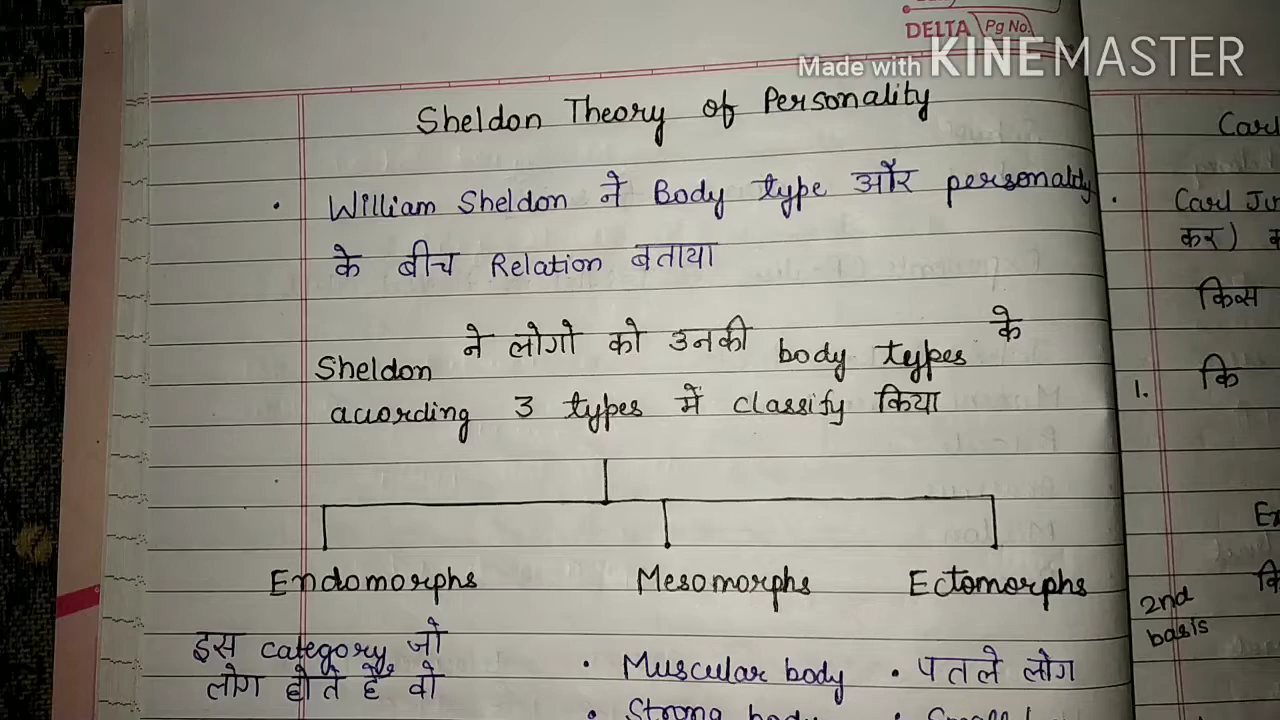 DELTA Pg No.
Made with KINEMASTER
Sheldon Theory of Personality
• William Sheldon ने Body type और personality
के बीच Relation बताया
Sheldon ने लोगो को उनकी body types के
according 3 types में classify किया
Endomorphs Mesomorphs Ectomorphs
इस category जो
लोग होते है वो
• Muscular body
• Strong body
• पतले लोग
Carl
• Carl
कर)
किस
1. कि
2nd
basis
कि